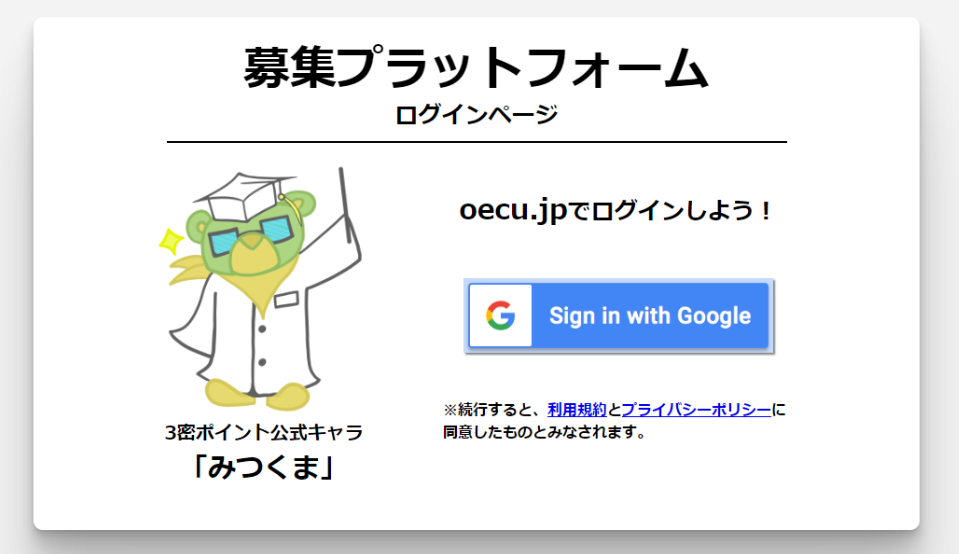 募集プラットフォーム
ログインページ
oecu.jpでログインしよう！
Sign in with Google
※続行すると、利用規約とプライバシーポリシーに
同意したものとみなされます。
3密ポイント公式キャラ
「みつくま」